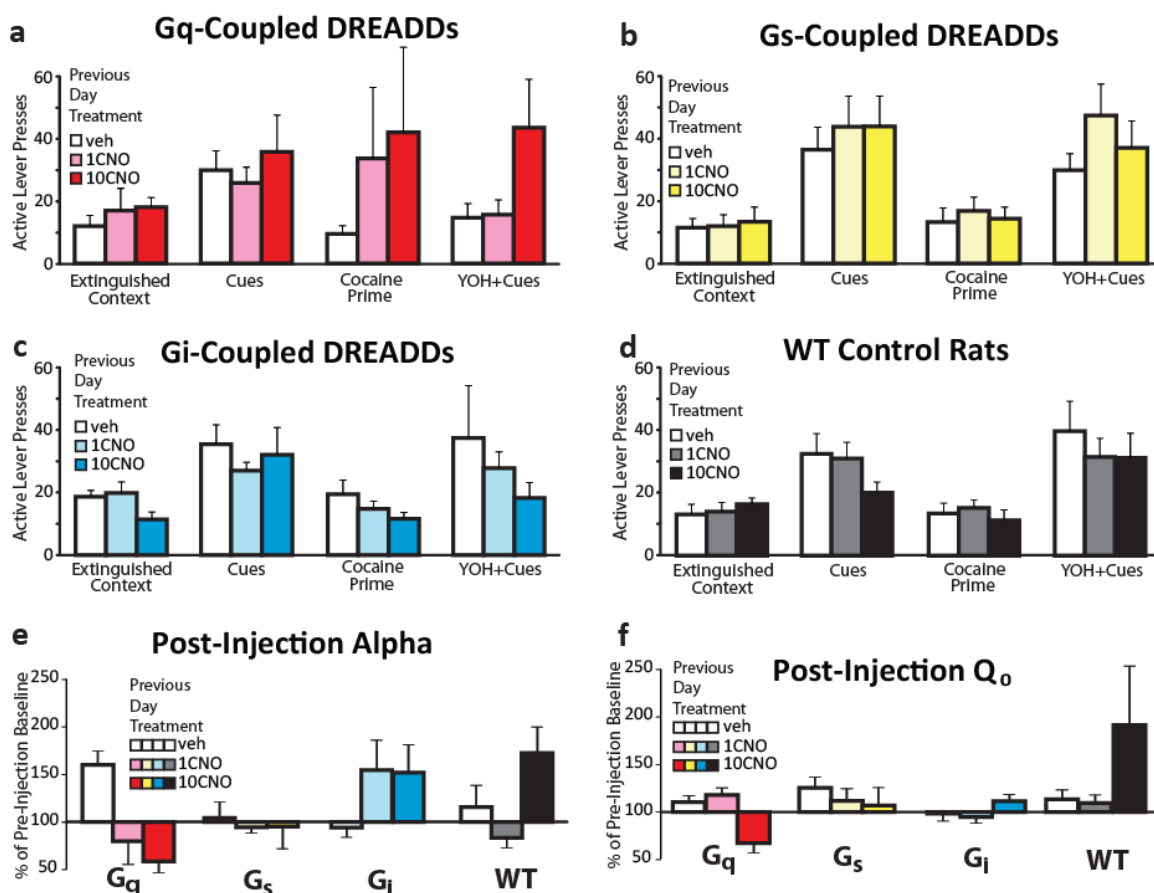 a
Gq-Coupled DREADDs
Active Lever Presses
60
40
20
0
Previous
Day
Treatment
veh
1CNO
10CNO
Extinguished
Context
Cues
Cocaine
Prime
YOH+Cues
b
Gs-Coupled DREADDs
Active Lever Presses
60
40
20
0
Previous
Day
Treatment
veh
1CNO
10CNO
Extinguished
Context
Cues
Cocaine
Prime
YOH+Cues
c
Gi-Coupled DREADDs
Active Lever Presses
60
40
20
0
Previous
Day
Treatment
veh
1CNO
10CNO
Extinguished
Context
Cues
Cocaine
Prime
YOH+Cues
d
WT Control Rats
Active Lever Presses
60
40
20
0
Previous
Day
Treatment
veh
1CNO
10CNO
Extinguished
Context
Cues
Cocaine
Prime
YOH+Cues
e
Post-Injection Alpha
% of Pre-Injection Baseline
250
200
150
100
50
Previous
Day
Treatment
veh
1CNO
10CNO
Gq
Gs
Gi
WT
f
Post-Injection Qo
% of Pre-Injection Baseline
250
200
150
100
50
Previous
Day
Treatment
veh
1CNO
10CNO
Gq
Gs
Gi
WT